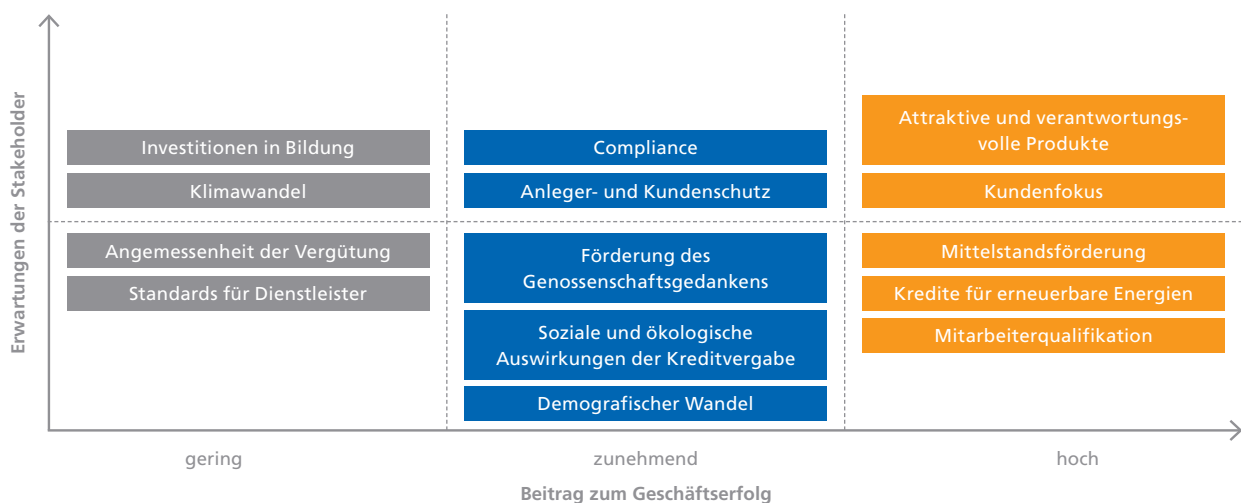 Erwartungen der Stakeholder
Investitionen in Bildung
Klimawandel
Angemessenheit der Vergütung
Standards für Dienstleister
Compliance
Anleger- und Kundenschutz
Förderung des
Genossenschaftsgedankens
Soziale und ökologische
Auswirkungen der Kreditvergabe
Demografischer Wandel
Attraktive und verantwortungs-
volle Produkte
Kundenfokus
Mittelstandsförderung
Kredite für erneuerbare Energien
Mitarbeiterqualifikation
gering
zunehmend
hoch
Beitrag zum Geschäftserfolg